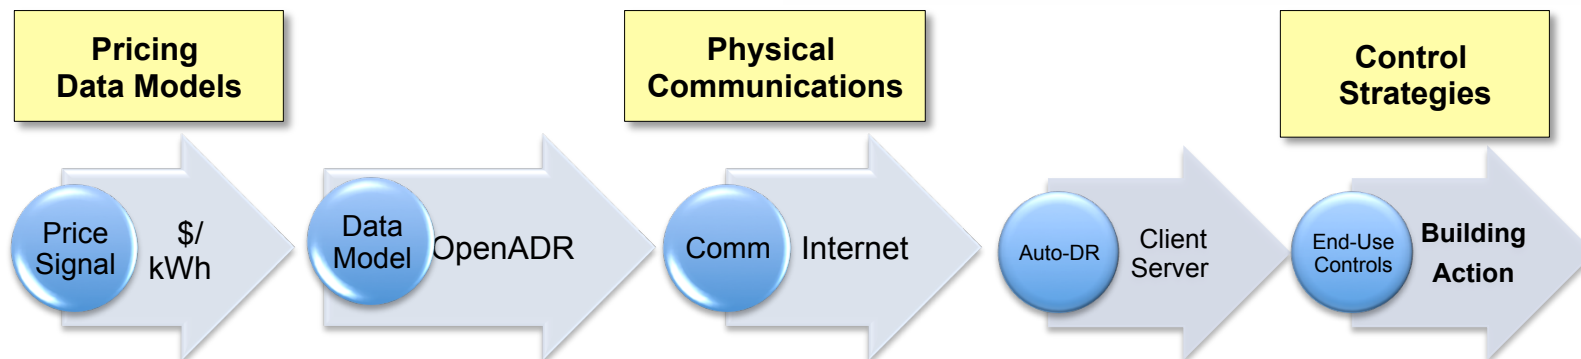 Pricing
Data Models
Physical
Communications
Control
Strategies
Price
Signal
$/
kWh
Data
Model
OpenADR
Comm
Internet
Auto-DR
Client
Server
End-Use
Controls
Building
Action